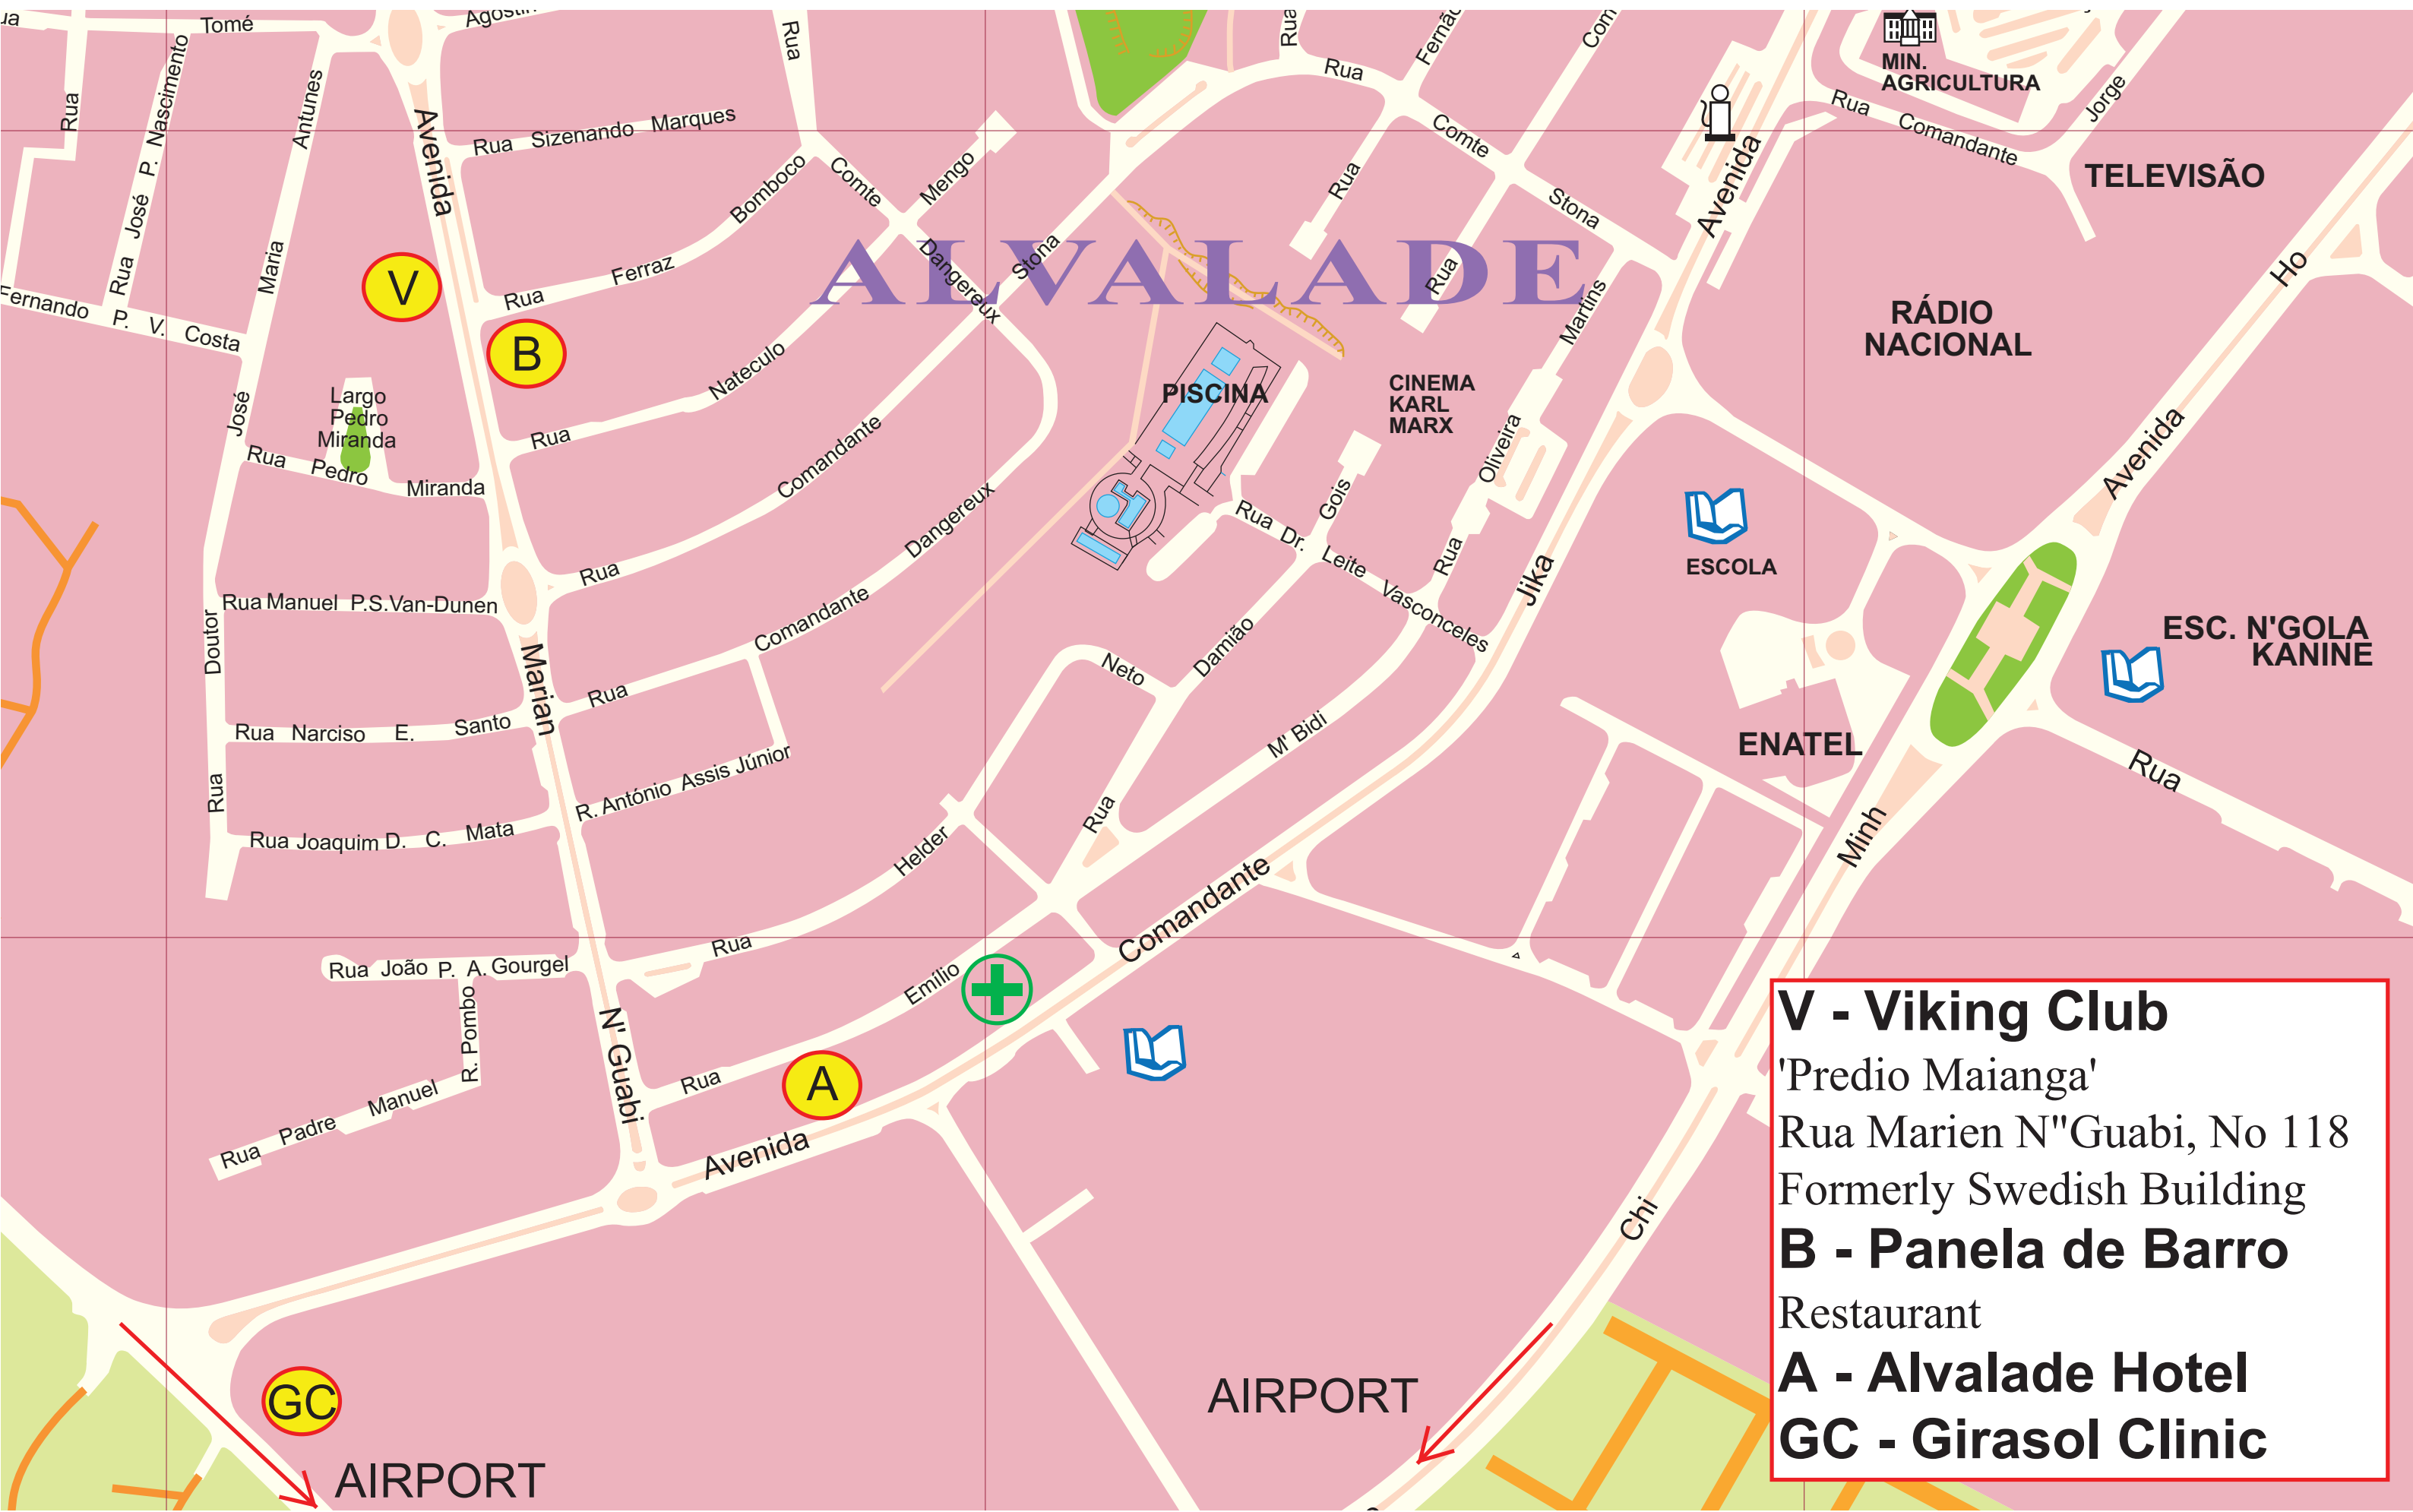 Tomé
Rua
Rua
Rua
MIN.
AGRICULTURA
Rua
Rua José P. Nascimento
Rua Doutor José Maria Antunes
Avenida
Rua Sizenando Marques
Rua Comte Stona
Rua Comandante
Jorge
TELEVISÃO
Rua Ferraz Bomboco
Comte Dangereux
Rua Nateculo Mengo
Rua
Rua
Avenida
V
ALVALADE
Fernando P. V. Costa
B
RÁDIO
NACIONAL
Largo
Pedro
Miranda
PISCINA
CINEMA
KARL
MARX
Rua Pedro Miranda
Rua Comandante Stona
Rua Oliveira Martins
Avenida Ho
Rua Dr. Leite Vasconceles
Gois
ESCOLA
Jika
Rua Manuel P.S.Van-Dunen
Marian
Rua Comandante Dangereux
ESC. N'GOLA
KANINE
Rua Damião
Neto
Rua Narciso E. Santo
R. António Assis Júnior
M' Bidi
ENATEL
Rua
Rua Joaquim D. C. Mata
Rua Helder
Minh
Comandante
Rua João P. A. Gourgel
R. Pombo
N' Guabi
Rua Emílio
Rua Padre Manuel
A
Avenida
Chi
GC
AIRPORT
AIRPORT
V - Viking Club
'Predio Maianga'
Rua Marien N"Guabi, No 118
Formerly Swedish Building
B - Panela de Barro
Restaurant
A - Alvalade Hotel
GC - Girasol Clinic